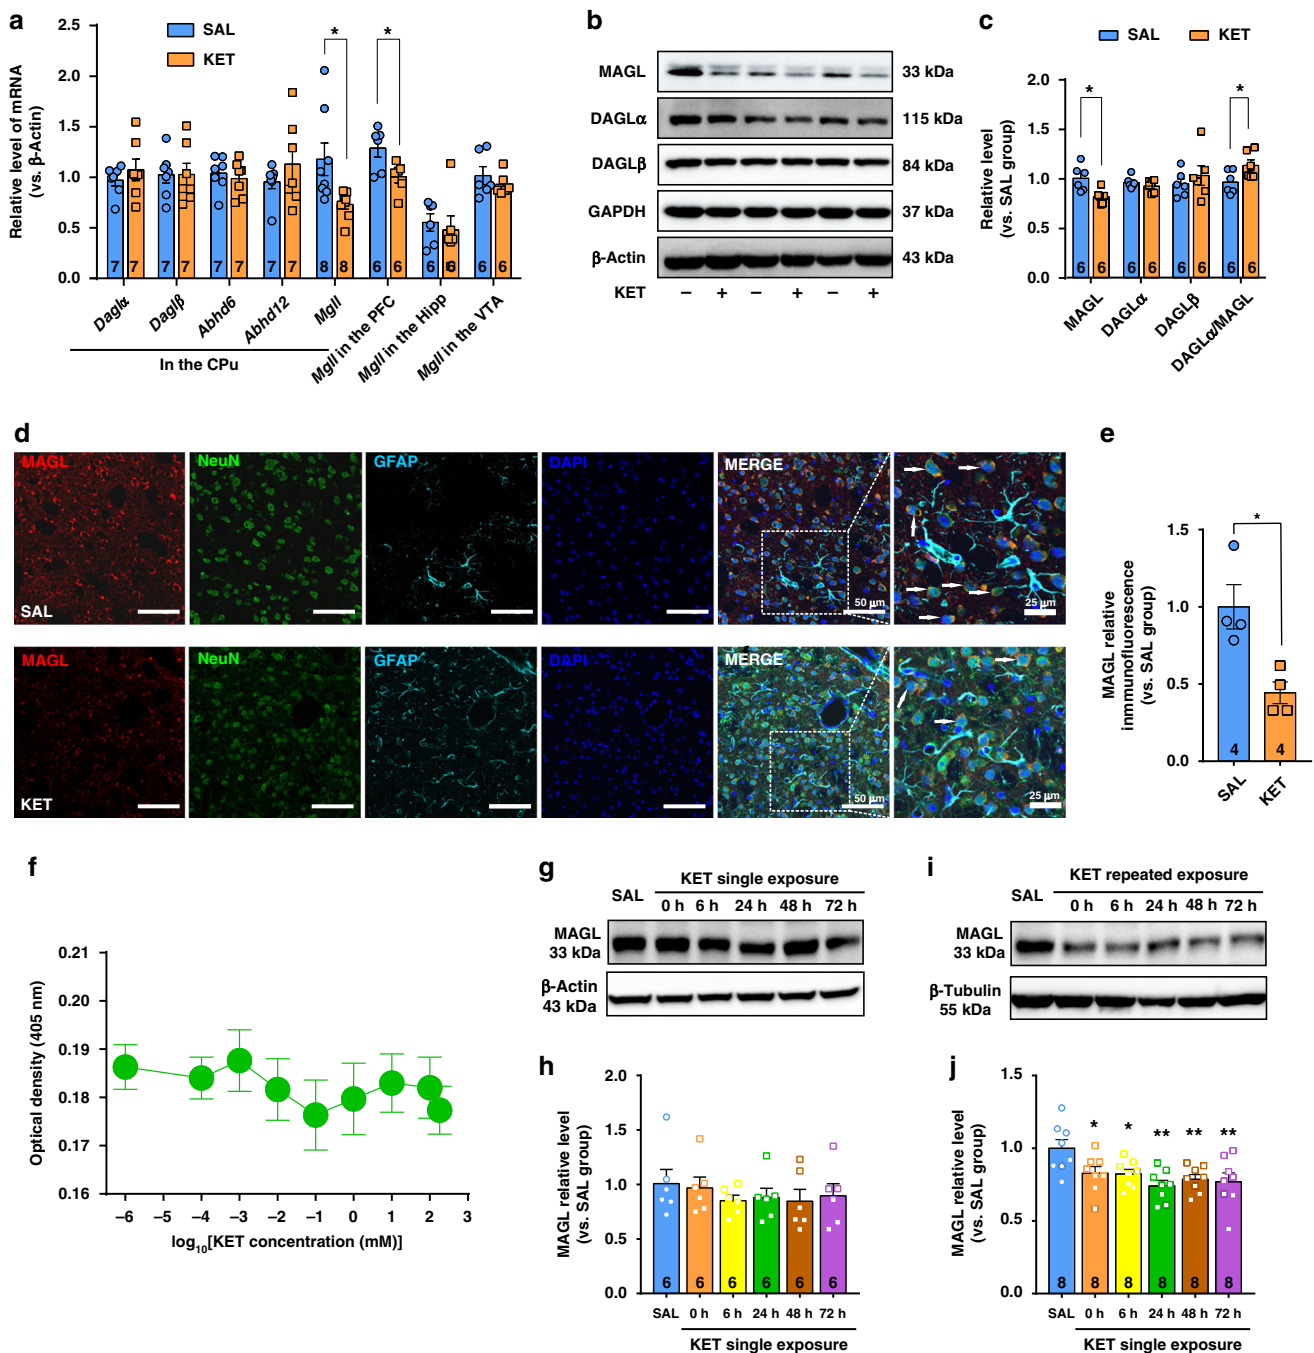 a
2.5
2.0
1.5
1.0
0.5
0.0
Relative level of mRNA
(vs. β-Actin)
SAL
KET
*
*
7 7 7 7 7 7 7 7 8 8 6 6 6 6 6 6
Daglα
Daglβ
Abhd6
Abhd12
Mgll
Mgll in the PFC
Mgll in the Hipp
Mgll in the VTA
In the CPu
b
MAGL 33 kDa
DAGLα 115 kDa
DAGLβ 84 kDa
GAPDH 37 kDa
β-Actin 43 kDa
KET − + − + − +
c
SAL KET
2.0
1.5
1.0
0.5
0.0
Relative level
(vs. SAL group)
*
*
6 6 6 6 6 6 6 6
MAGL
DAGLα
DAGLβ
DAGLα/MAGL
d
MAGL NeuN GFAP DAPI MERGE
SAL 50 µm 25 µm
MAGL NeuN GFAP DAPI MERGE
KET 50 µm 25 µm
e
1.5
1.0
0.5
0.0
MAGL relative
inmmunofluorescence
(vs. SAL group)
*
4 4
SAL KET
f
0.21
0.20
0.19
0.18
0.17
0.16
Optical density (405 nm)
−6 −5 −4 −3 −2 −1 0 1 2 3
log10[KET concentration (mM)]
g
KET single exposure
SAL 0 h 6 h 24 h 48 h 72 h
MAGL
33 kDa
β-Actin
43 kDa
h
2.0
1.5
1.0
0.5
0.0
MAGL relative level
(vs. SAL group)
6 6 6 6 6 6
SAL 0 h 6 h 24 h 48 h 72 h
KET single exposure
i
KET repeated exposure
SAL 0 h 6 h 24 h 48 h 72 h
MAGL
33 kDa
β-Tubulin
55 kDa
j
1.5
1.0
0.5
0.0
MAGL relative level
(vs. SAL group)
* * ** ** **
8 8 8 8 8 8
SAL 0 h 6 h 24 h 48 h 72 h
KET single exposure